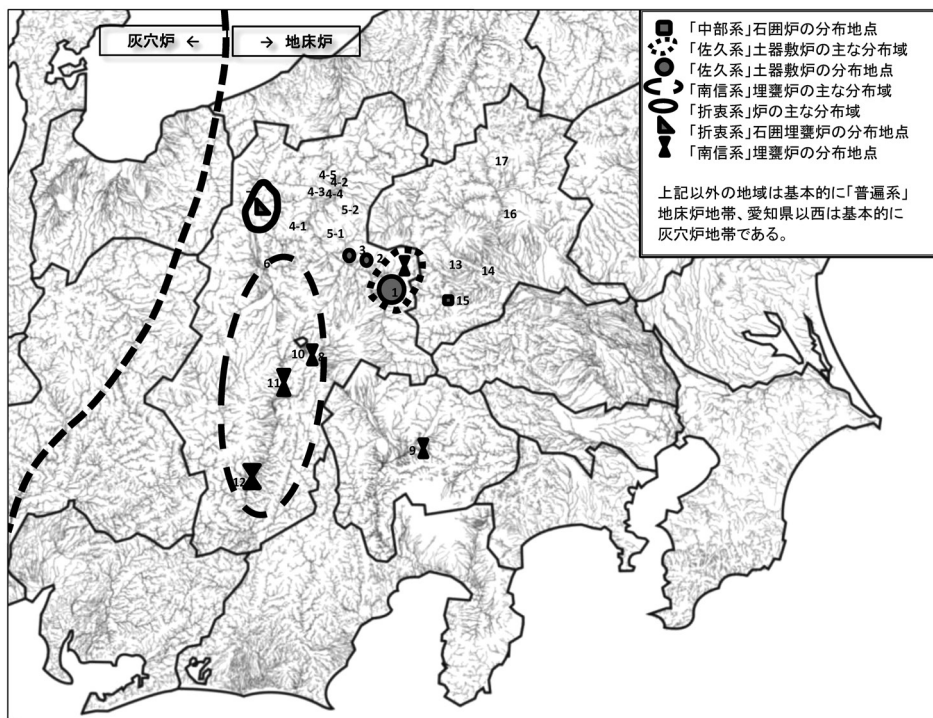 灰穴炉 ←
→ 地床炉
「中部系」石囲炉の分布地点
「佐久系」土器敷炉の主な分布域
「佐久系」土器敷炉の分布地点
「南信系」埋甕炉の主な分布域
「折衷系」炉の主な分布域
「折衷系」石囲埋甕炉の分布地点
「南信系」埋甕炉の分布地点
上記以外の地域は基本的に「普遍系」
地床炉地帯、愛知県以西は基本的に
灰穴炉地帯である。
17
4-5
4-2
4-3
4-4
5-2
16
4-1
5-1
3
2
6
13
14
1
15
10
8
11
9
12